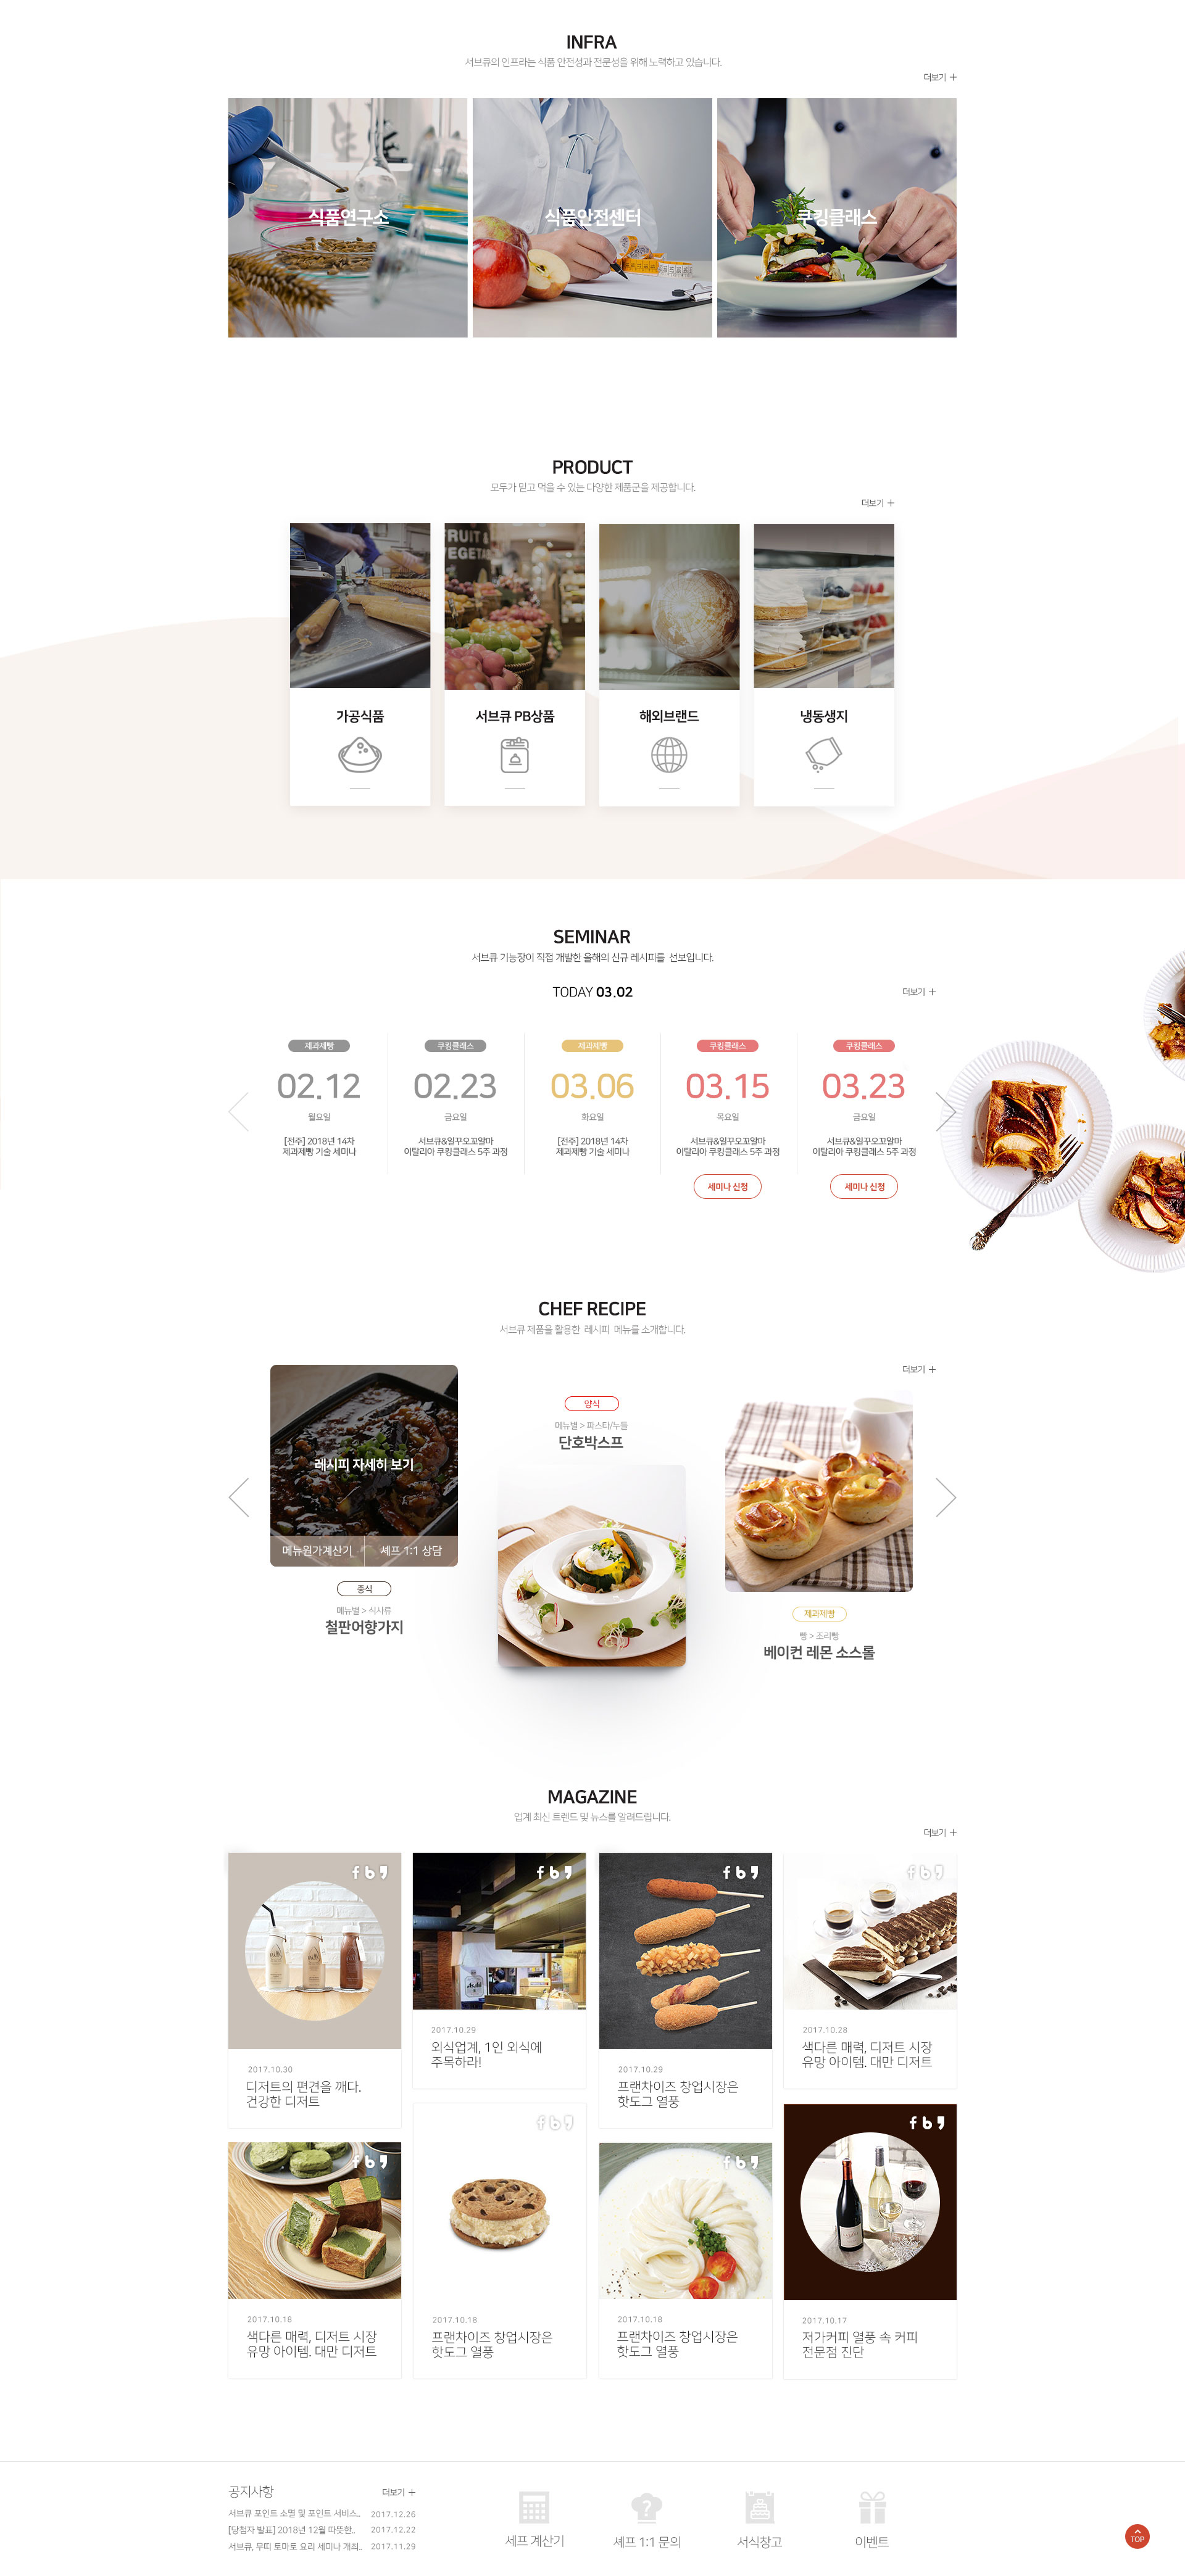 INFRA
서브큐의 인프라는 식품 안전성과 전문성을 위해 노력하고 있습니다.
더보기 +
식품연구소
식품안전센터
쿠킹클래스
PRODUCT
모두가 믿고 먹을 수 있는 다양한 제품군을 제공합니다.
더보기 +
FRUIT &
VEGETA
가공식품
서브큐 PB상품
해외브랜드
냉동생지
SEMINAR
서브큐 기능장이 직접 개발한 올해의 신규 레시피를 선보입니다.
TODAY 03.02
더보기 +
제과제빵
02.12
월요일
[전주] 2018년 14차
제과제빵 기술 세미나
쿠킹클래스
02.23
금요일
서브큐&일꾸오꼬알마
이탈리아 쿠킹클래스 5주 과정
제과제빵
03.06
화요일
[전주] 2018년 14차
제과제빵 기술 세미나
쿠킹클래스
03.15
목요일
서브큐&일꾸오꼬알마
이탈리아 쿠킹클래스 5주 과정
세미나 신청
쿠킹클래스
03.23
금요일
서브큐&일꾸오꼬알마
이탈리아 쿠킹클래스 5주 과정
세미나 신청
CHEF RECIPE
서브큐 제품을 활용한 레시피 메뉴를 소개합니다.
더보기 +
레시피 자세히 보기
메뉴원가계산기
셰프 1:1 상담
중식
메뉴별 > 식사류
철판어향가지
양식
메뉴별 > 파스타/누들
단호박스프
제과제빵
빵 > 조리빵
베이컨 레몬 소스롤
MAGAZINE
업계 최신 트렌드 및 뉴스를 알려드립니다.
더보기 +
fb
2017.10.30
디저트의 편견을 깨다.
건강한 디저트
fb
2017.10.29
외식업계, 1인 외식에
주목하라!
fb
2017.10.29
프랜차이즈 창업시장은
핫도그 열풍
fb
2017.10.28
색다른 매력, 디저트 시장
유망 아이템. 대만 디저트
fb
2017.10.18
색다른 매력, 디저트 시장
유망 아이템. 대만 디저트
fb
2017.10.18
프랜차이즈 창업시장은
핫도그 열풍
fb
2017.10.18
프랜차이즈 창업시장은
핫도그 열풍
fb
2017.10.17
저가커피 열풍 속 커피
전문점 진단
공지사항
더보기 +
서브큐 포인트 소멸 및 포인트 서비스.. 2017.12.26
[당첨자 발표] 2018년 12월 따뜻한.. 2017.12.22
서브큐, 무띠 토마토 요리 세미나 개최.. 2017.11.29
세프 계산기
셰프 1:1 문의
서식창고
이벤트
TOP